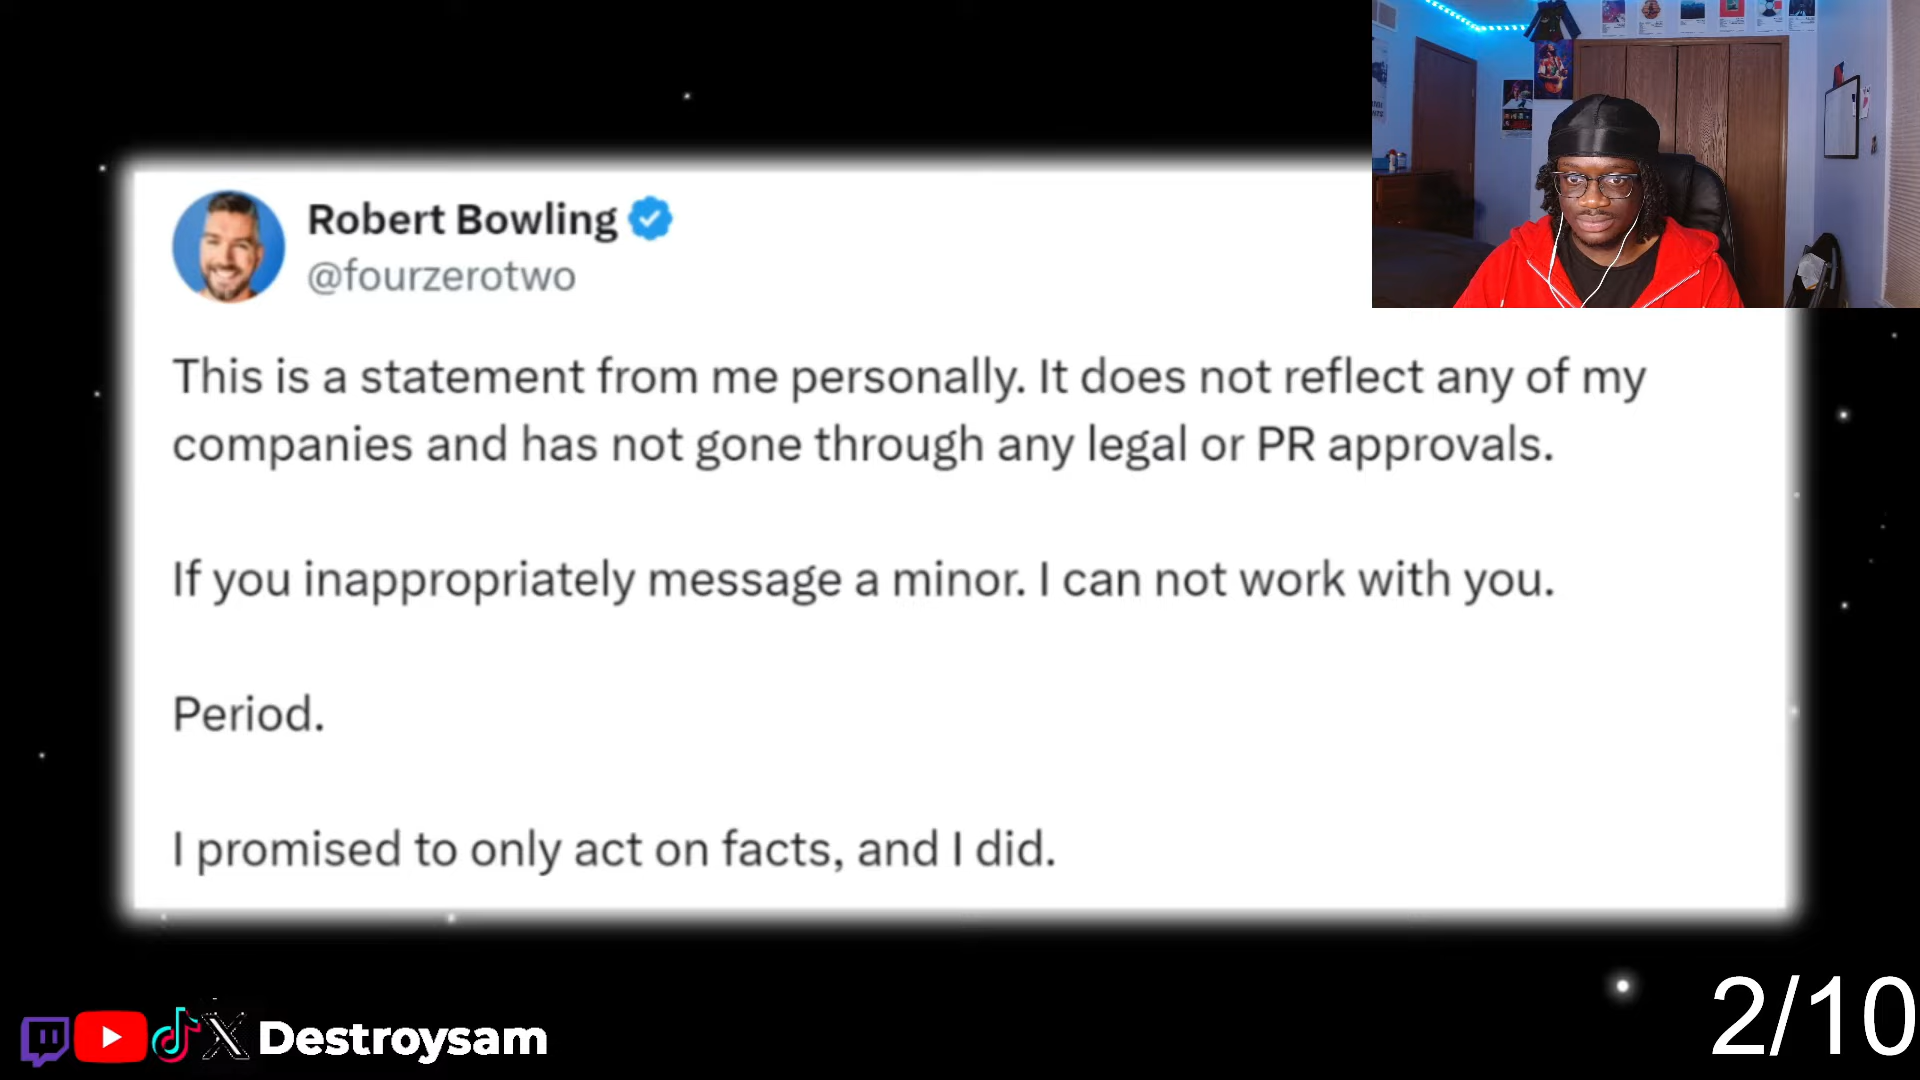 Robert Bowling
@fourzerotwo
This is a statement from me personally. It does not reflect any of my
companies and has not gone through any legal or PR approvals.
If you inappropriately message a minor. I can not work with you.
Period.
I promised to only act on facts, and I did.
Destroysam
2/10